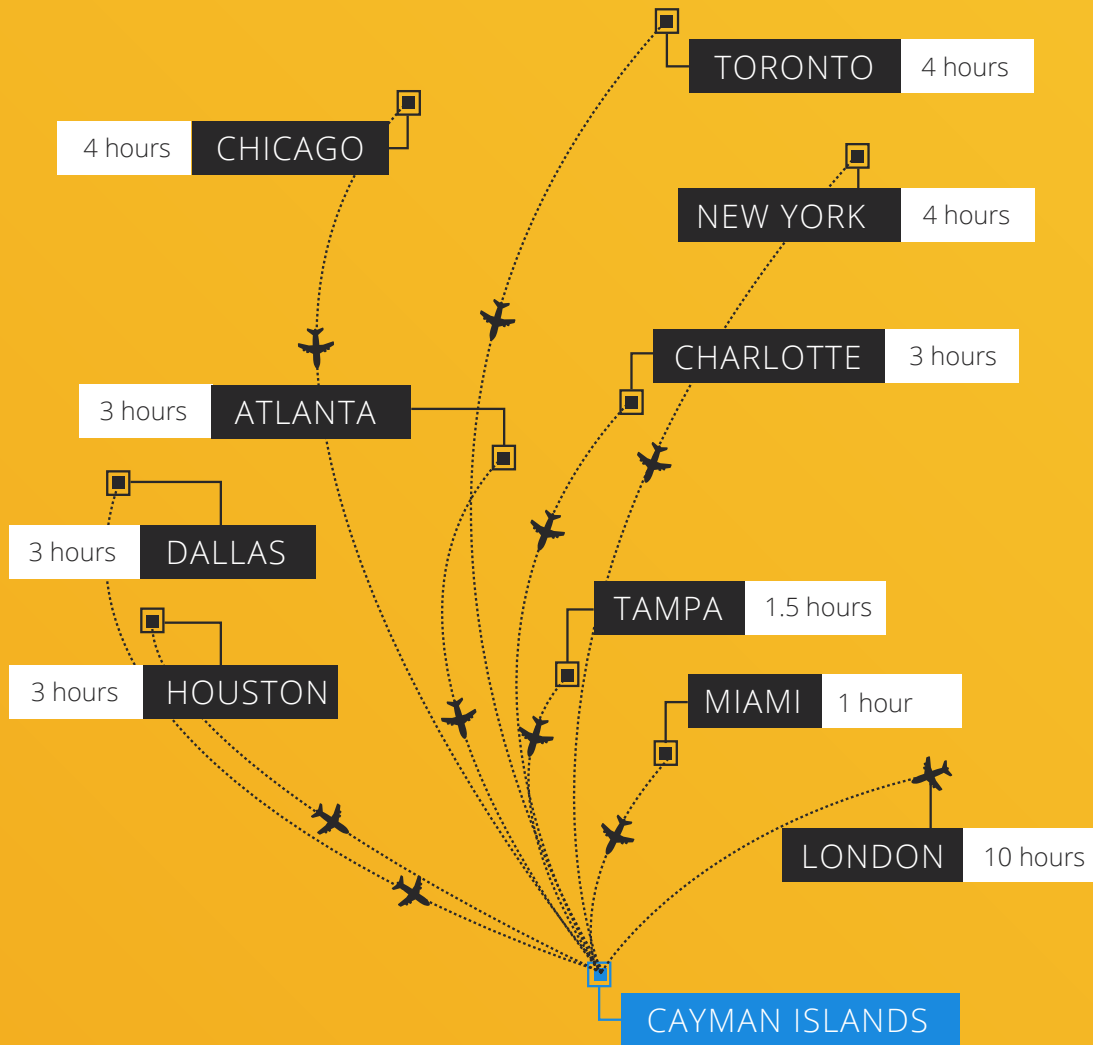 TORONTO 4 hours
4 hours CHICAGO
NEW YORK 4 hours
CHARLOTTE 3 hours
3 hours ATLANTA
3 hours DALLAS
TAMPA 1.5 hours
3 hours HOUSTON
MIAMI 1 hour
LONDON 10 hours
CAYMAN ISLANDS